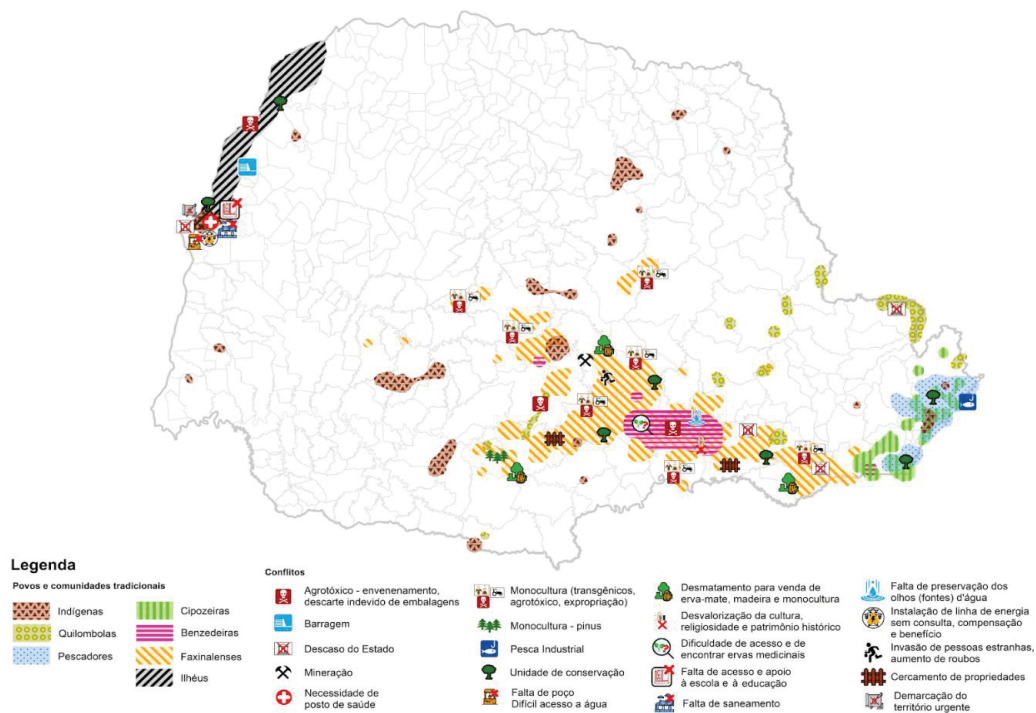 Legenda
Povos e comunidades tradicionais
Indígenas
Quilombolas
Pescadores
Cipozeiras
Benzedeiras
Faxinalenses
Ilhéus
Conflitos
Agrotóxico - envenenamento,
descarte indevido de embalagens
Barragem
Descaso do Estado
Mineração
Necessidade de
posto de saúde
Monocultura (transgênicos,
agrotóxico, expropriação)
Monocultura - pinus
Pesca Industrial
Unidade de conservação
Falta de poço
Difícil acesso a água
Desmatamento para venda de
erva-mate, madeira e monocultura
Desvalorização da cultura,
religiosidade e patrimônio histórico
Dificuldade de acesso e de
encontrar ervas medicinais
Falta de acesso e apoio
à escola e à educação
Falta de saneamento
Falta de preservação dos
olhos (fontes) d'água
Instalação de linha de energia
sem consulta, compensação
e benefício
Invasão de pessoas estranhas,
aumento de roubos
Cercamento de propriedades
Demarcação do
território urgente